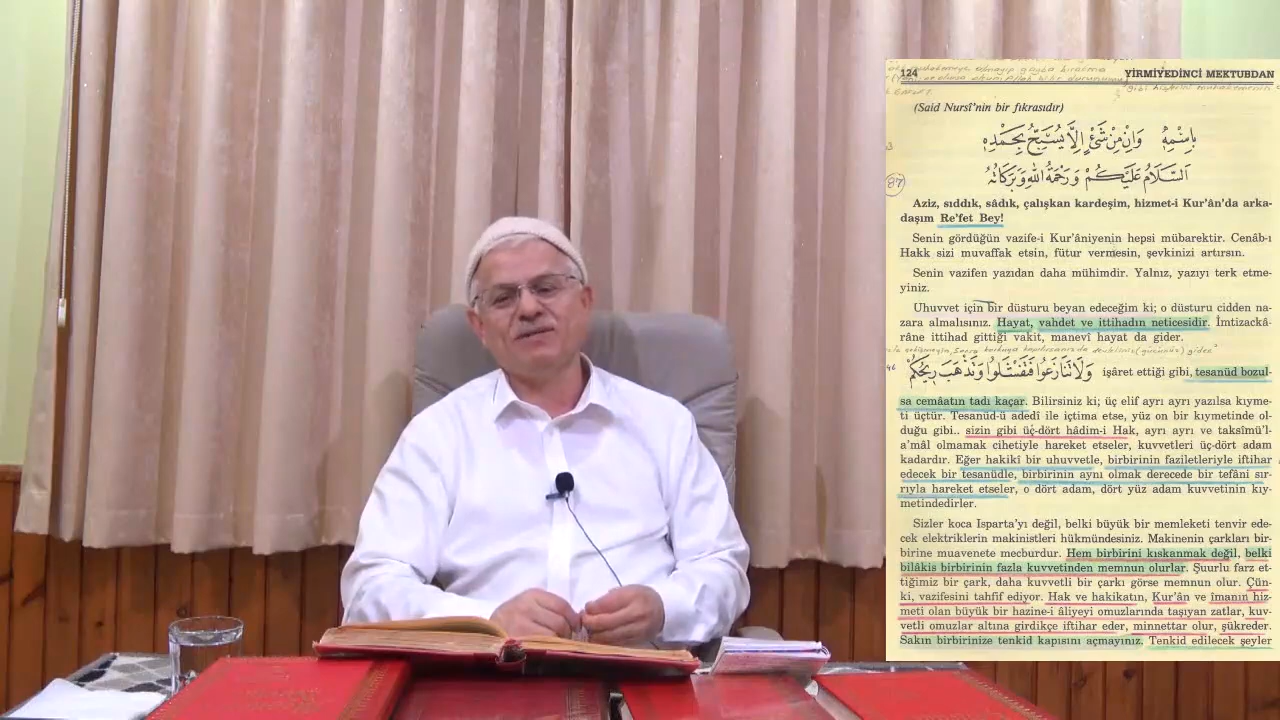 124 YİRMİYEDİNCİ MEKTUBDAN
(Said Nursî'nin bir fıkrasıdır)
بِاسْمِهِ وَاِنْ مِنْ شَيْءٍ اِلَّا يُسَبِّحُ بِحَمْدِهِ
87
اَلسَّلَامُ عَلَيْكُمْ وَرَحْمَةُ اللّٰهِ وَبَرَكَاتُهُ
Aziz, sıddık, sâdık, çalışkan kardeşim, hizmet-i Kur'ân'da arka-
daşım Re'fet Bey!
Senin gördüğün vazife-i Kur'âniyenin hepsi mübarektir. Cenâb-ı
Hakk sizi muvaffak etsin, fütur vermesin, şevkinizi artırsın.
Senin vazifen yazıdan daha mühimdir. Yalnız, yazıyı terk etme-
yiniz.
Uhuvvet için bir düsturu beyan edeceğim ki; o düsturu cidden na-
zara almalısınız. Hayat, vahdet ve ittihadın neticesidir. İmtizackâ-
râne ittihad gittiği vakit, manevî hayat da gider.
وَلَا تَنَازَعُوا فَتَفْشَلُوا وَتَذْهَبَ رِيحُكُمْ işâret ettiği gibi, tesanüd bozul-
sa cemâatın tadı kaçar. Bilirsiniz ki; üç elif ayrı ayrı yazılsa kıyme-
ti üçtür. Tesanüd-ü adedî ile içtima etse, yüz on bir kıymetinde ol-
duğu gibi.. sizin gibi üç-dört hâdim-i Hak, ayrı ayrı ve taksîmü'l-
a'mâl olmamak cihetiyle hareket etseler, kuvvetleri üç-dört adam
kadardır. Eğer hakikî bir uhuvvetle, birbirinin faziletleriyle iftihar
edecek bir tesanüdle, birbirinin aynı olmak derecede bir tefâni sır-
rıyla hareket etseler, o dört adam, dört yüz adam kuvvetinin kıy-
metindedirler.
Sizler koca Isparta'yı değil, belki büyük bir memleketi tenvir ede-
cek elektriklerin makinistleri hükmündesiniz. Makinenin çarkları bir-
birine muavenete mecburdur. Hem birbirini kıskanmak değil, belki
bilâkis birbirinin fazla kuvvetinden memnun olurlar. Şuurlu farz et-
tiğimiz bir çark, daha kuvvetli bir çarkı görse memnun olur. Çün-
ki, vazifesini tahfif ediyor. Hak ve hakikatın, Kur'ân ve îmanın hiz-
meti olan büyük bir hazine-i âliyeyi omuzlarında taşıyan zatlar, kuv-
vetli omuzlar altına girdikçe iftihar eder, minnettar olur, şükreder.
Sakın birbirinize tenkid kapısını açmayınız. Tenkid edilecek şeyler